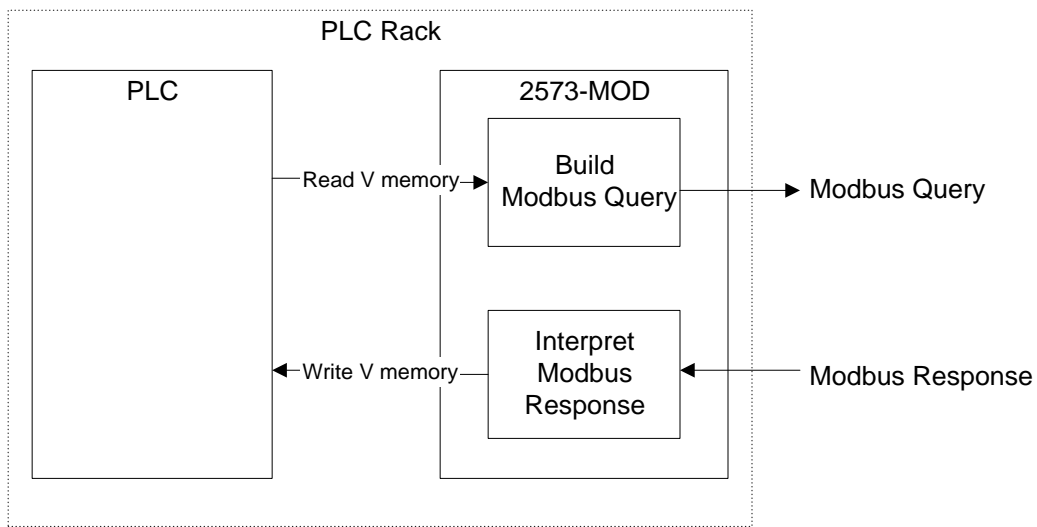 PLC Rack
PLC
2573-MOD
Build
Modbus Query
Read V memory
Modbus Query
Interpret
Modbus
Response
Write V memory
Modbus Response